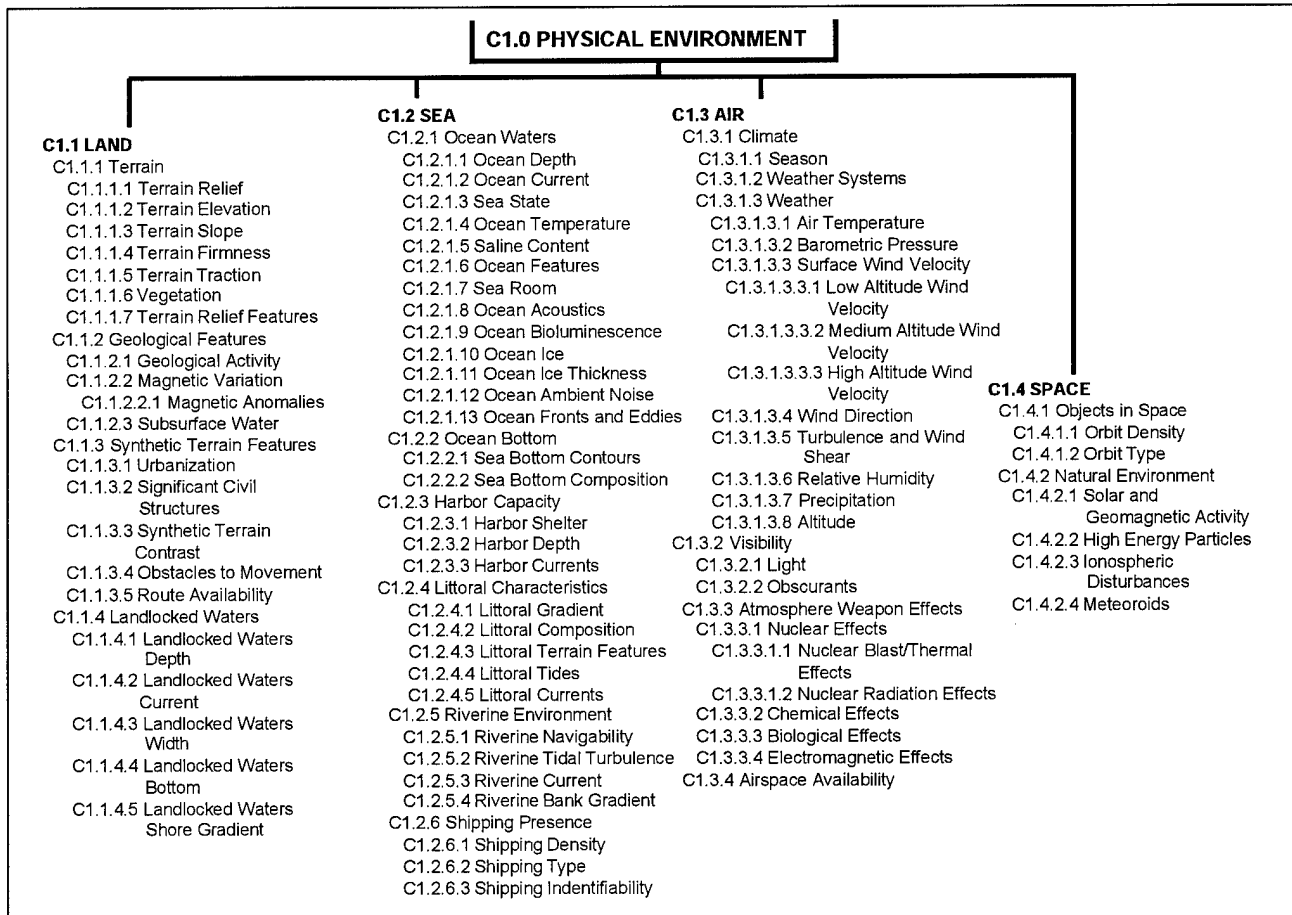 C1.0 PHYSICAL ENVIRONMENT
C1.1 LAND
C1.1.1 Terrain
C1.1.1.1 Terrain Relief
C1.1.1.2 Terrain Elevation
C1.1.1.3 Terrain Slope
C1.1.1.4 Terrain Firmness
C1.1.1.5 Terrain Traction
C1.1.1.6 Vegetation
C1.1.1.7 Terrain Relief Features
C1.1.2 Geological Features
C1.1.2.1 Geological Activity
C1.1.2.2 Magnetic Variation
C1.1.2.2.1 Magnetic Anomalies
C1.1.2.3 Subsurface Water
C1.1.3 Synthetic Terrain Features
C1.1.3.1 Urbanization
C1.1.3.2 Significant Civil
Structures
C1.1.3.3 Synthetic Terrain
Contrast
C1.1.3.4 Obstacles to Movement
C1.1.3.5 Route Availability
C1.1.4 Landlocked Waters
C1.1.4.1 Landlocked Waters
Depth
C1.1.4.2 Landlocked Waters
Current
C1.1.4.3 Landlocked Waters
Width
C1.1.4.4 Landlocked Waters
Bottom
C1.1.4.5 Landlocked Waters
Shore Gradient
C1.2 SEA
C1.2.1 Ocean Waters
C1.2.1.1 Ocean Depth
C1.2.1.2 Ocean Current
C1.2.1.3 Sea State
C1.2.1.4 Ocean Temperature
C1.2.1.5 Saline Content
C1.2.1.6 Ocean Features
C1.2.1.7 Sea Room
C1.2.1.8 Ocean Acoustics
C1.2.1.9 Ocean Bioluminescence
C1.2.1.10 Ocean Ice
C1.2.1.11 Ocean Ice Thickness
C1.2.1.12 Ocean Ambient Noise
C1.2.1.13 Ocean Fronts and Eddies
C1.2.2 Ocean Bottom
C1.2.2.1 Sea Bottom Contours
C1.2.2.2 Sea Bottom Composition
C1.2.3 Harbor Capacity
C1.2.3.1 Harbor Shelter
C1.2.3.2 Harbor Depth
C1.2.3.3 Harbor Currents
C1.2.4 Littoral Characteristics
C1.2.4.1 Littoral Gradient
C1.2.4.2 Littoral Composition
C1.2.4.3 Littoral Terrain Features
C1.2.4.4 Littoral Tides
C1.2.4.5 Littoral Currents
C1.2.5 Riverine Environment
C1.2.5.1 Riverine Navigability
C1.2.5.2 Riverine Tidal Turbulence
C1.2.5.3 Riverine Current
C1.2.5.4 Riverine Bank Gradient
C1.2.6 Shipping Presence
C1.2.6.1 Shipping Density
C1.2.6.2 Shipping Type
C1.2.6.3 Shipping Indentifiability
C1.3 AIR
C1.3.1 Climate
C1.3.1.1 Season
C1.3.1.2 Weather Systems
C1.3.1.3 Weather
C1.3.1.3.1 Air Temperature
C1.3.1.3.2 Barometric Pressure
C1.3.1.3.3 Surface Wind Velocity
C1.3.1.3.3.1 Low Altitude Wind
Velocity
C1.3.1.3.3.2 Medium Altitude Wind
Velocity
C1.3.1.3.3.3 High Altitude Wind
Velocity
C1.3.1.3.4 Wind Direction
C1.3.1.3.5 Turbulence and Wind
Shear
C1.3.1.3.6 Relative Humidity
C1.3.1.3.7 Precipitation
C1.3.1.3.8 Altitude
C1.3.2 Visibility
C1.3.2.1 Light
C1.3.2.2 Obscurants
C1.3.3 Atmosphere Weapon Effects
C1.3.3.1 Nuclear Effects
C1.3.3.1.1 Nuclear Blast/Thermal
Effects
C1.3.3.1.2 Nuclear Radiation Effects
C1.3.3.2 Chemical Effects
C1.3.3.3 Biological Effects
C1.3.3.4 Electromagnetic Effects
C1.3.4 Airspace Availability
C1.4 SPACE
C1.4.1 Objects in Space
C1.4.1.1 Orbit Density
C1.4.1.2 Orbit Type
C1.4.2 Natural Environment
C1.4.2.1 Solar and
Geomagnetic Activity
C1.4.2.2 High Energy Particles
C1.4.2.3 Ionospheric
Disturbances
C1.4.2.4 Meteoroids